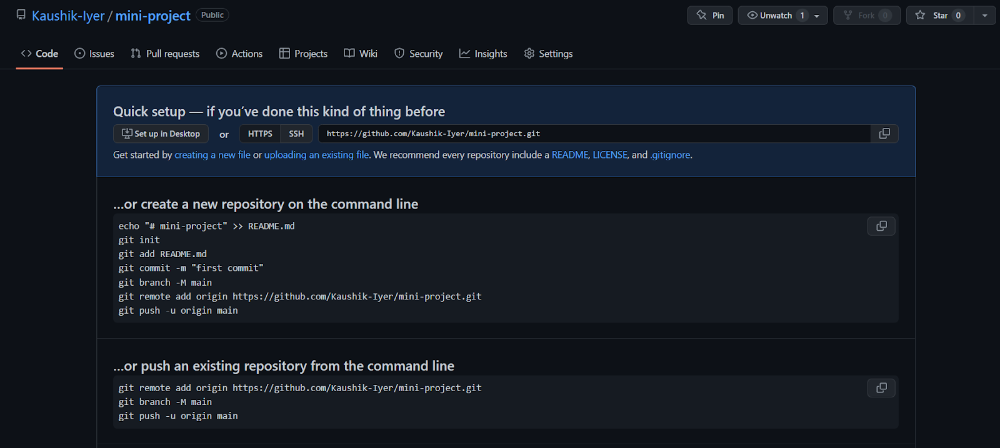 Kaushik-Iyer / mini-project Public Pin Unwatch 1 Fork 0 Star 0
Code Issues Pull requests Actions Projects Wiki Security Insights Settings
Quick setup — if you’ve done this kind of thing before
Set up in Desktop or HTTPS SSH https://github.com/Kaushik-Iyer/mini-project.git
Get started by creating a new file or uploading an existing file. We recommend every repository include a README, LICENSE, and .gitignore.
…or create a new repository on the command line
echo "# mini-project" >> README.md
git init
git add README.md
git commit -m "first commit"
git branch -M main
git remote add origin https://github.com/Kaushik-Iyer/mini-project.git
git push -u origin main
…or push an existing repository from the command line
git remote add origin https://github.com/Kaushik-Iyer/mini-project.git
git branch -M main
git push -u origin main